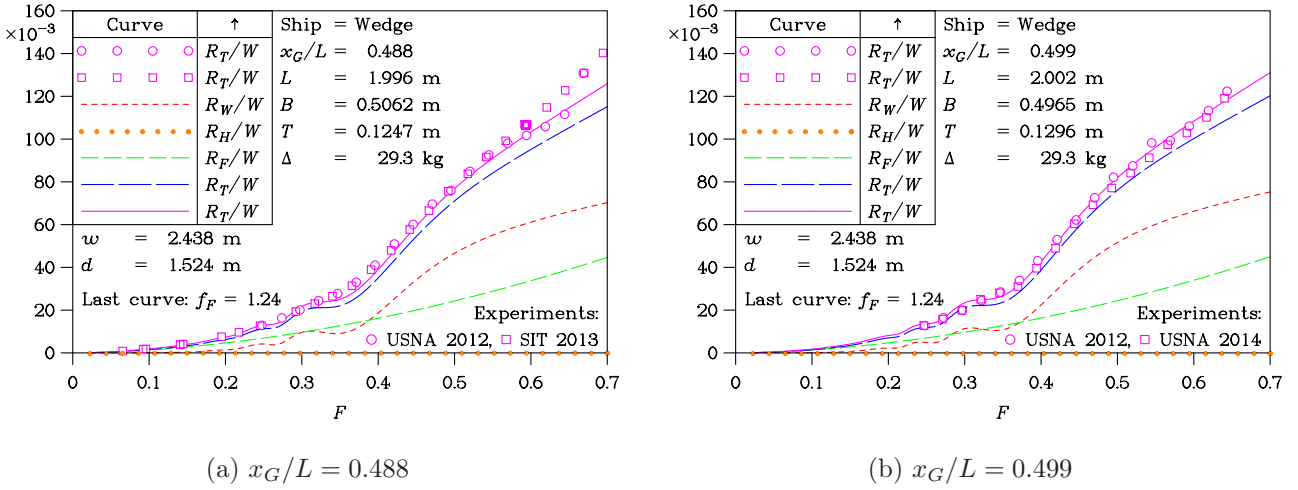 ×10⁻³
160
140
120
100
80
60
40
20
0
Curve ↑
R_T/W
R_T/W
R_W/W
R_H/W
R_F/W
R_T/W
R_T/W
Ship = Wedge
x_G/L = 0.488
L = 1.996 m
B = 0.5062 m
T = 0.1247 m
Δ = 29.3 kg
w = 2.438 m
d = 1.524 m
Last curve: f_F = 1.24
Experiments:
USNA 2012, SIT 2013
0 0.1 0.2 0.3 0.4 0.5 0.6 0.7
F
(a) x_G/L = 0.488
×10⁻³
160
140
120
100
80
60
40
20
0
Curve ↑
R_T/W
R_T/W
R_W/W
R_H/W
R_F/W
R_T/W
R_T/W
Ship = Wedge
x_G/L = 0.499
L = 2.002 m
B = 0.4965 m
T = 0.1296 m
Δ = 29.3 kg
w = 2.438 m
d = 1.524 m
Last curve: f_F = 1.24
Experiments:
USNA 2012, USNA 2014
0 0.1 0.2 0.3 0.4 0.5 0.6 0.7
F
(b) x_G/L = 0.499